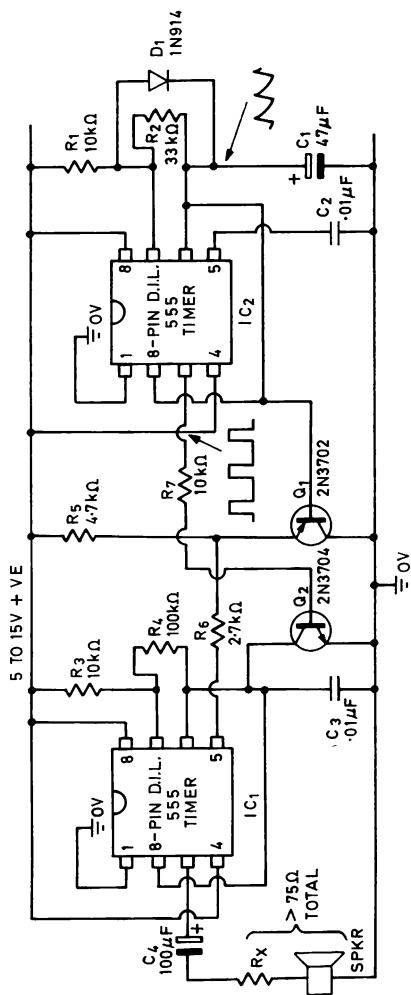 5 TO 15V + VE
R3
10kΩ
R4
100kΩ
R5
4·7kΩ
R1
10kΩ
D1
1N914
R2
33kΩ
0V
1
8
8-PIN D.I.L.
555
TIMER
4
5
IC1
0V
1
8
8-PIN D.I.L.
555
TIMER
4
5
IC2
R7
10kΩ
R6
2·7kΩ
C4
100µF
+
Q2
2N3704
Q1
2N3702
C3
·01µF
C2
·01µF
+
C1
47µF
RX
> 75Ω
TOTAL
SPKR
0V